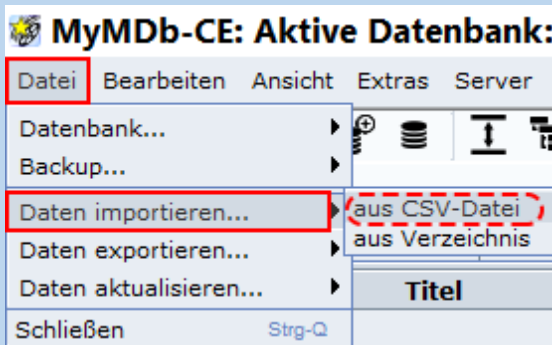 MyMDb-CE: Aktive Datenbank:
Datei Bearbeiten Ansicht Extras Server
Datenbank...
Backup...
Daten importieren...
aus CSV-Datei
aus Verzeichnis
Daten exportieren...
Daten aktualisieren...
Titel
Schließen Strg-Q